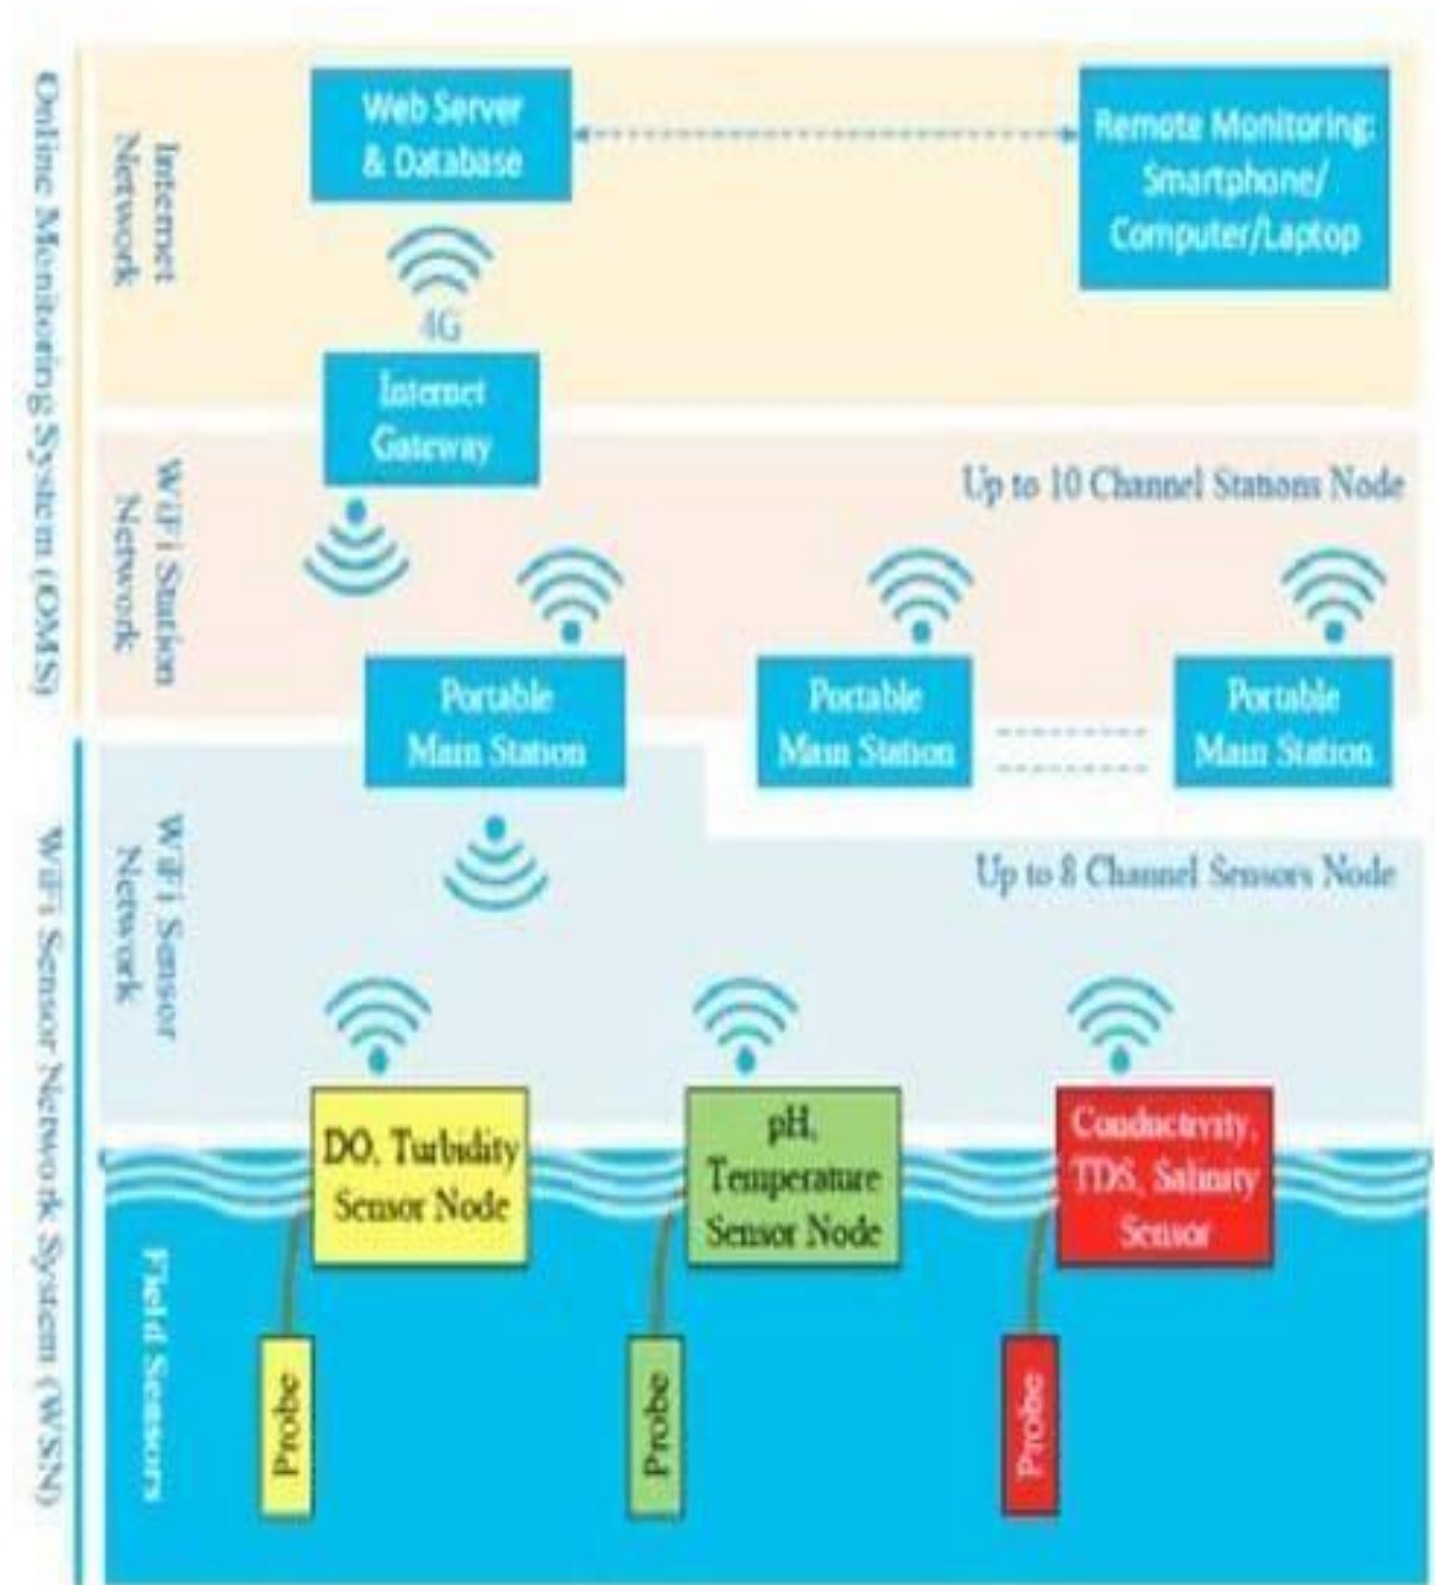 Online Monitoring System (OMS)
Internet
Network
Web Server
& Database
Remote Monitoring:
Smartphone/
Computer/Laptop
4G
Internet
Gateway
WiFi Station
Network
Up to 10 Channel Stations Node
Portable
Main Station
Portable
Main Station
Portable
Main Station
WiFi Sensor Network System (WSN)
WiFi Sensor
Network
Up to 8 Channel Sensors Node
DO, Turbidity
Sensor Node
pH,
Temperature
Sensor Node
Conductivity,
TDS, Salinity
Sensor
Field Sensors
Probe
Probe
Probe